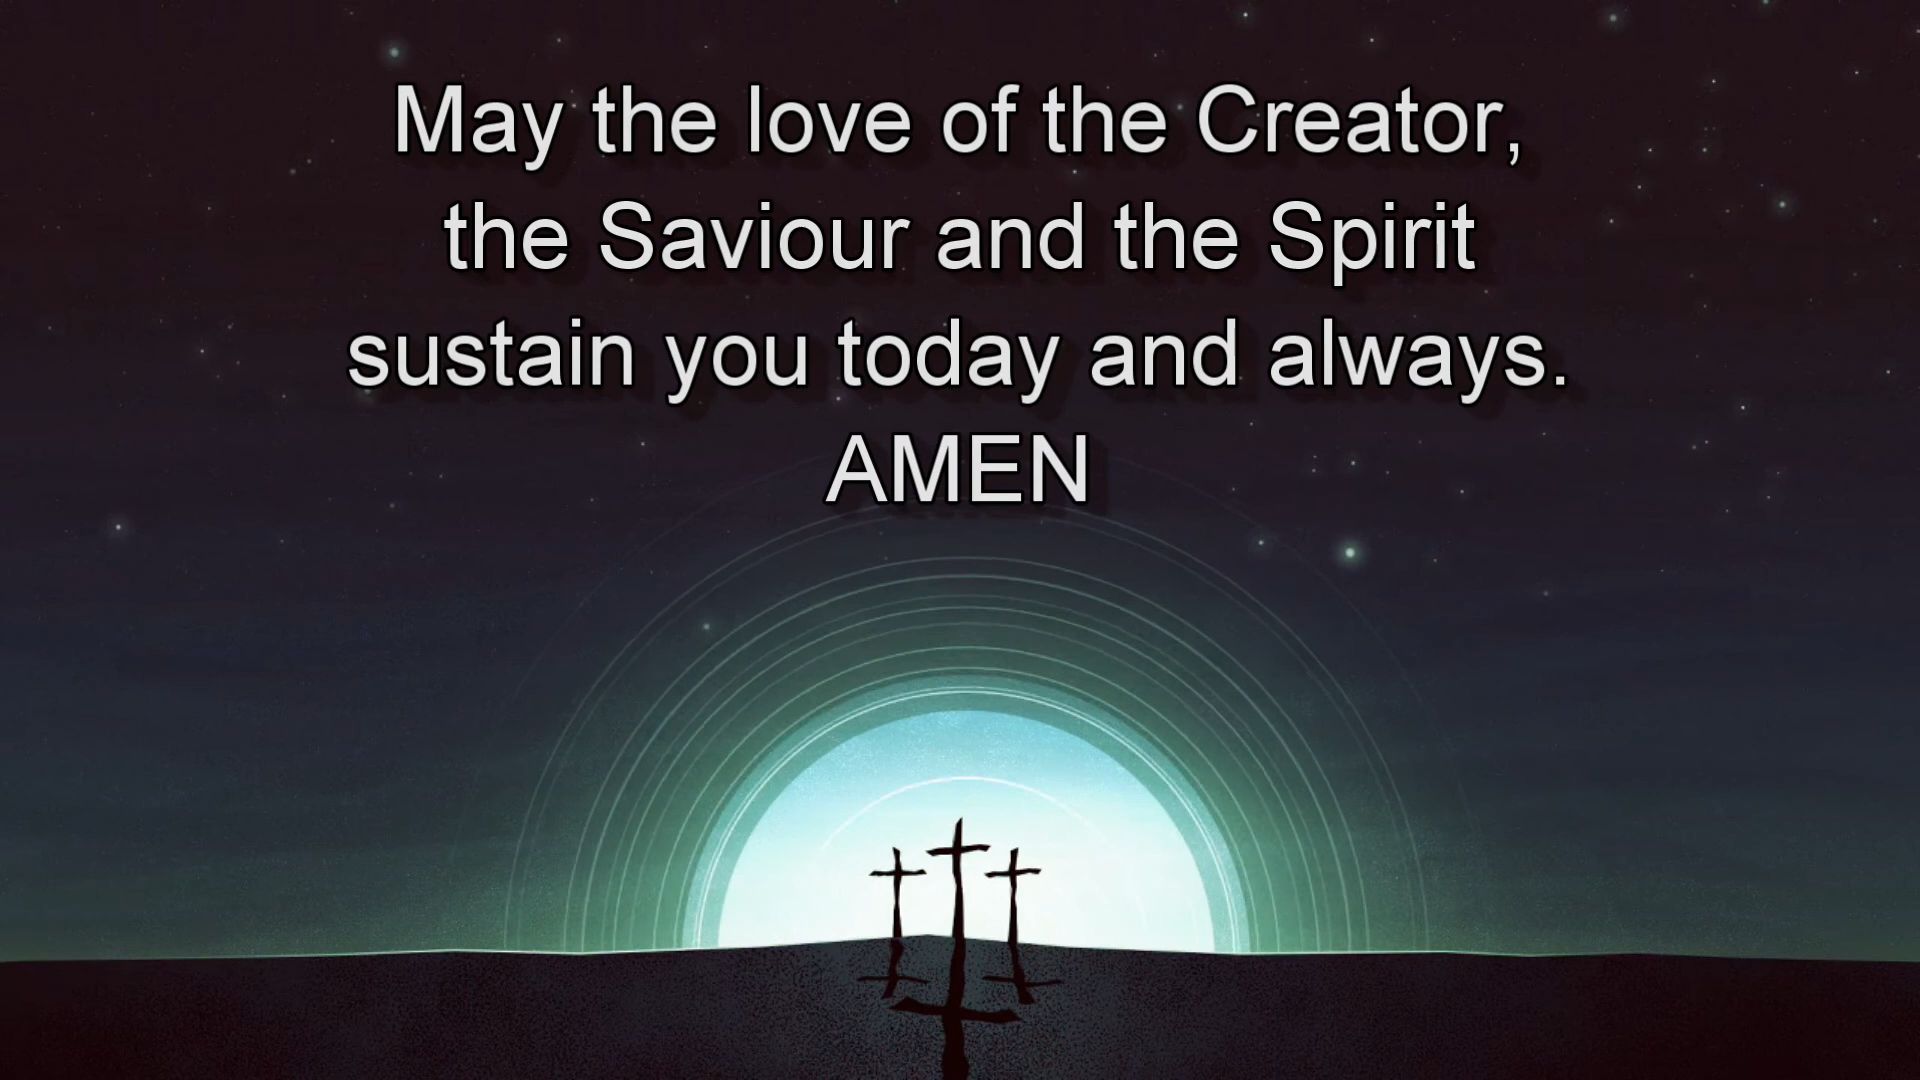 May the love of the Creator,
the Saviour and the Spirit
sustain you today and always.
AMEN